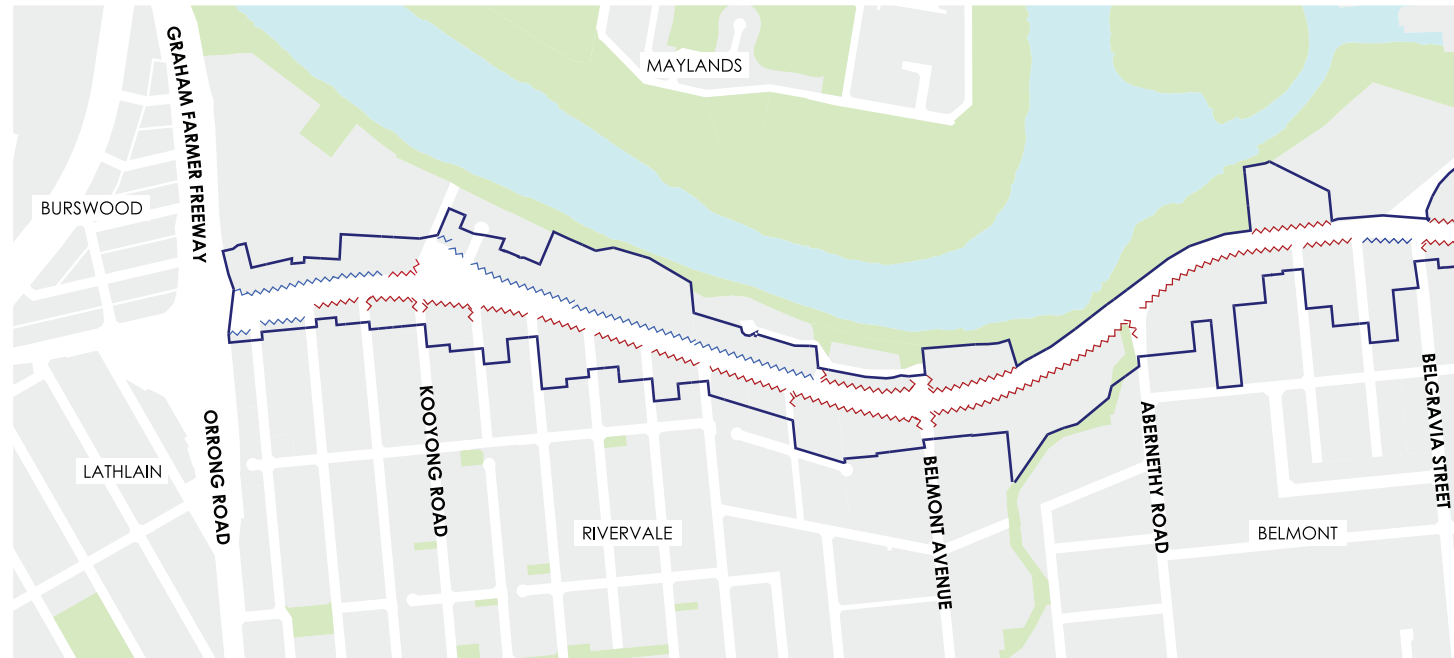 GRAHAM FARMER FREEWAY
MAYLANDS
BURSWOOD
LATHLAIN
ORRONG ROAD
KOOYONG ROAD
RIVERVALE
BELMONT AVENUE
ABERNETHY ROAD
BELMONT
BELGRAVIA STREET